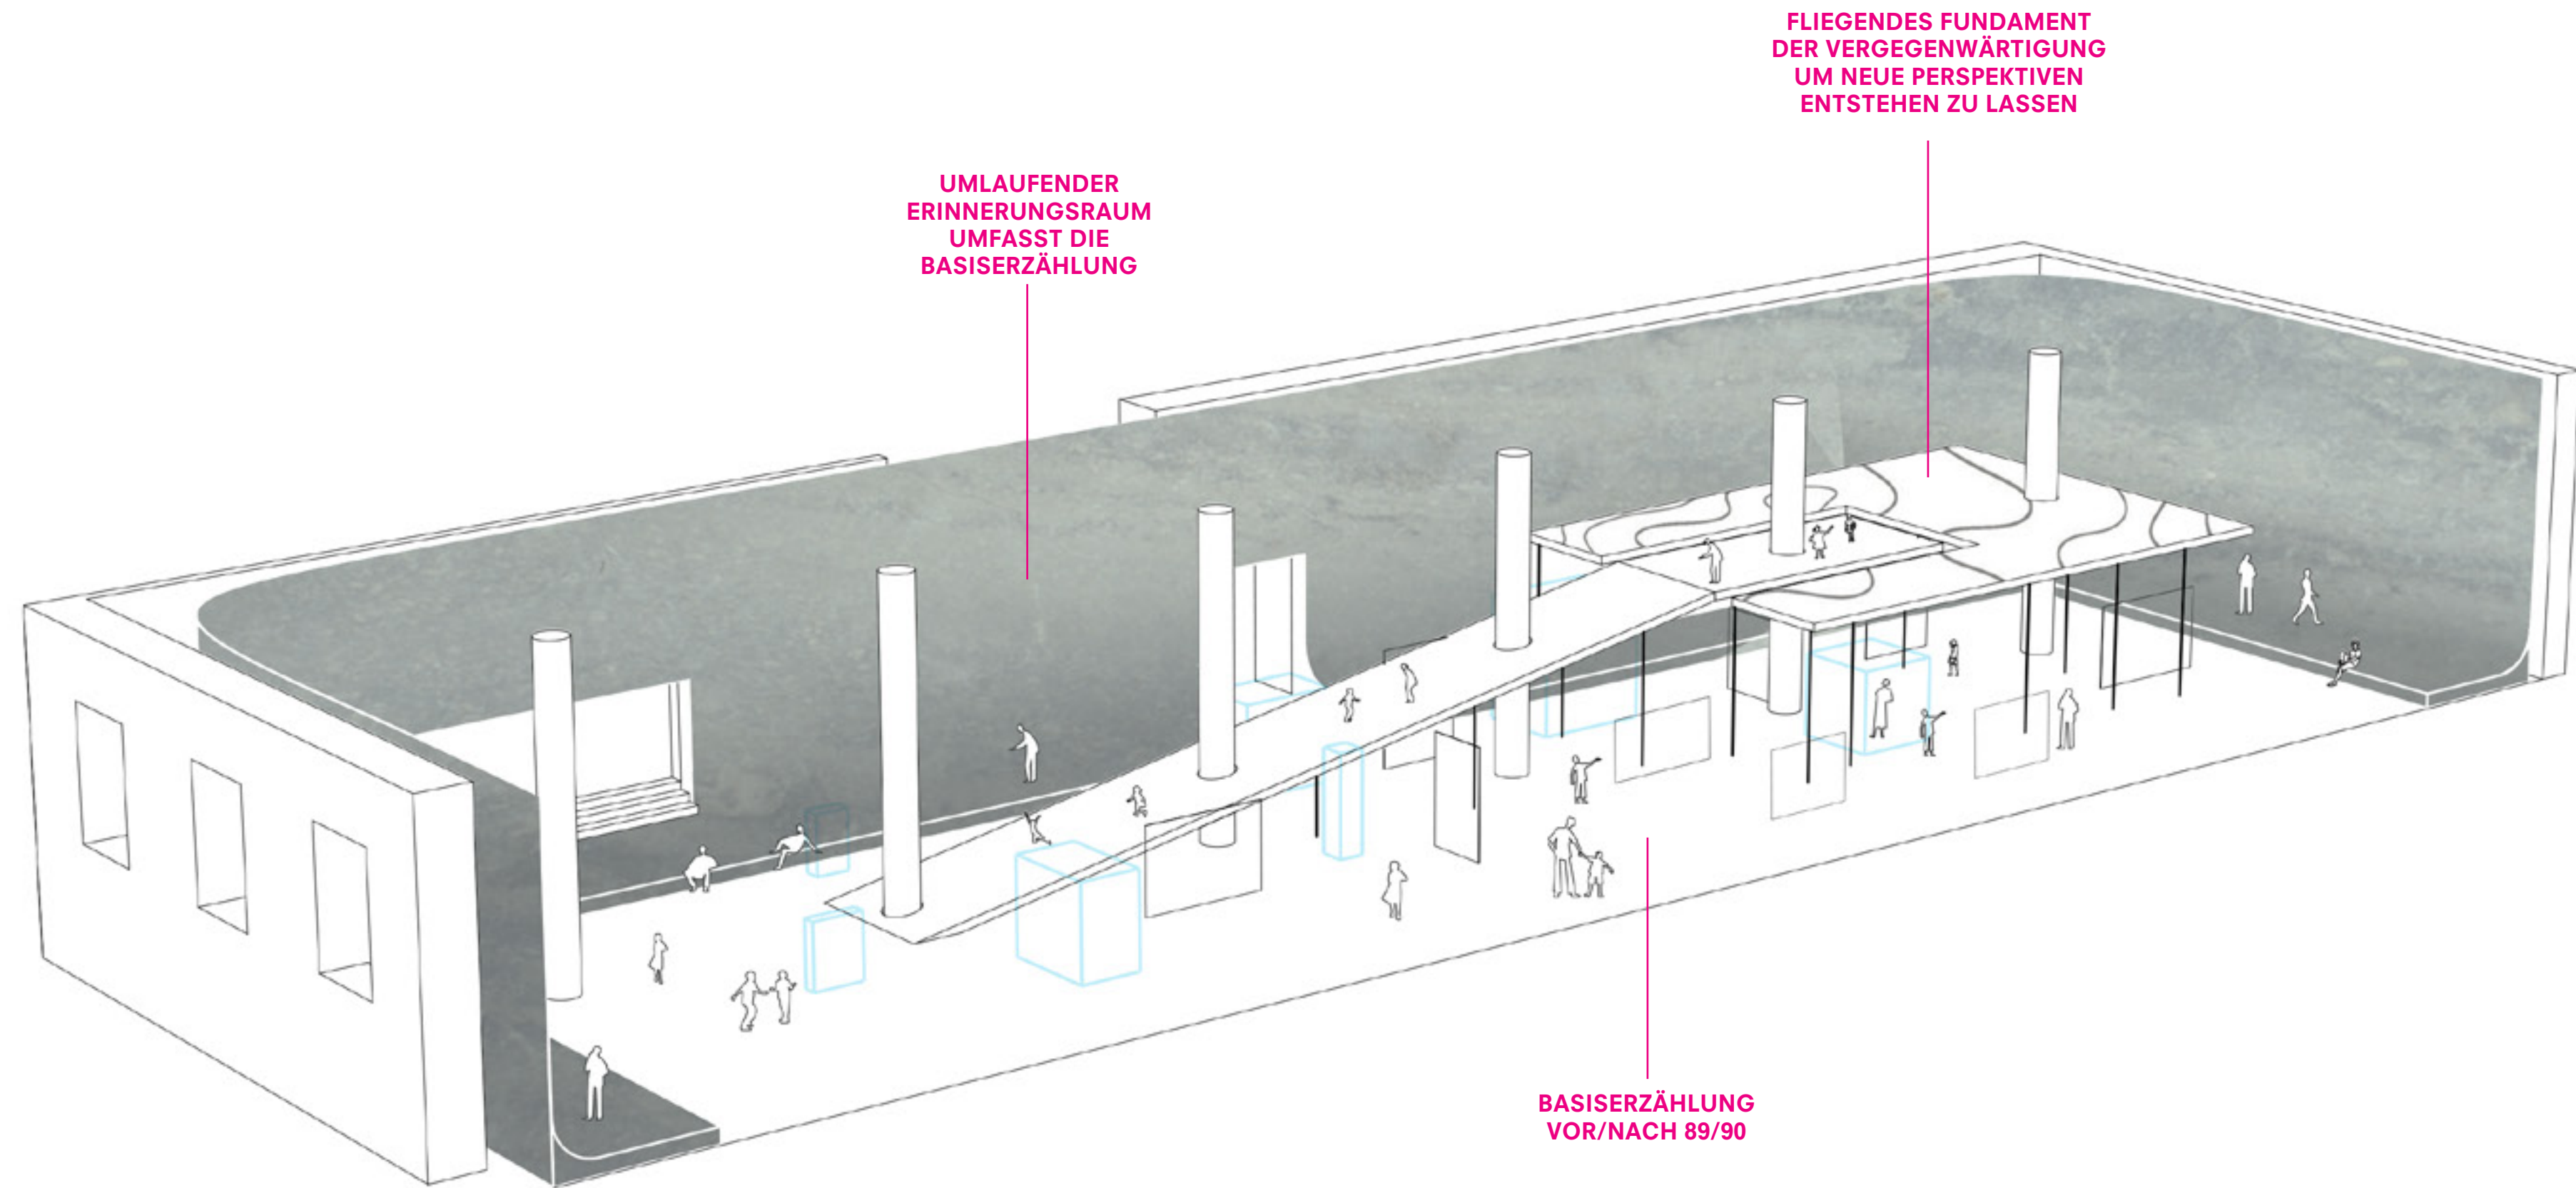 FLIEGENDES FUNDAMENT
DER VERGEGENWÄRTIGUNG
UM NEUE PERSPEKTIVEN
ENTSTEHEN ZU LASSEN
UMLAUFENDER
ERINNERUNGSRAUM
UMFASST DIE
BASISERZÄHLUNG
BASISERZÄHLUNG
VOR/NACH 89/90